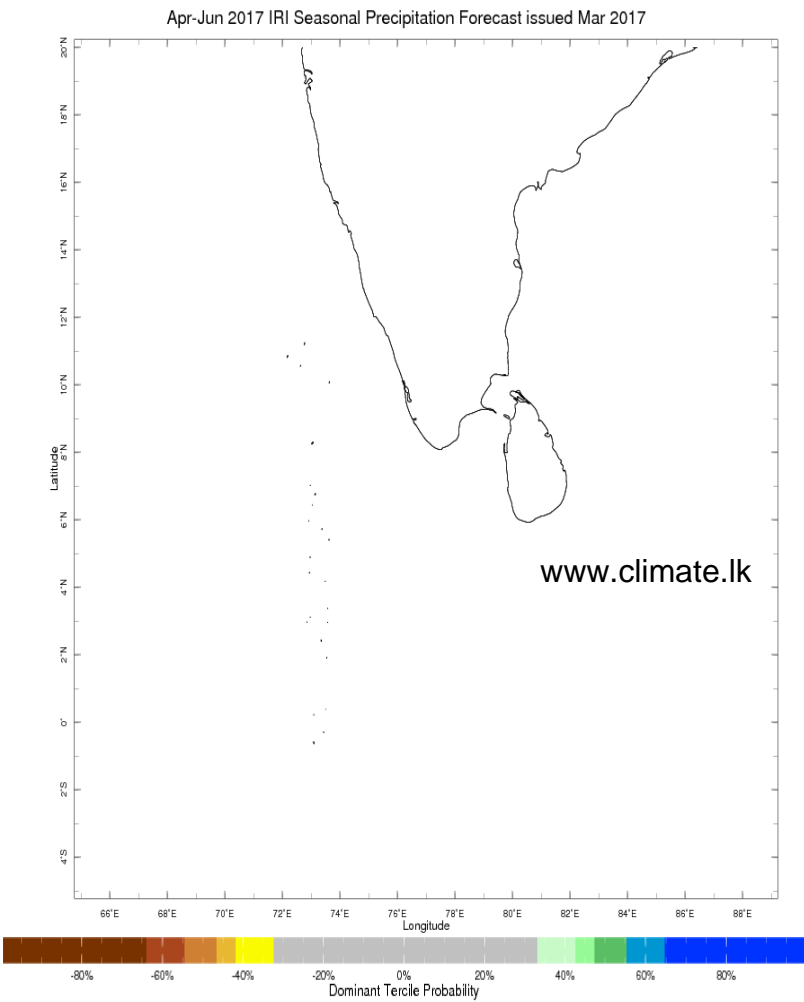 Apr-Jun 2017 IRI Seasonal Precipitation Forecast issued Mar 2017
20°N
18°N
16°N
14°N
12°N
10°N
8°N
6°N
4°N
2°N
0°
2°S
4°S
Latitude
www.climate.lk
66°E 68°E 70°E 72°E 74°E 76°E 78°E 80°E 82°E 84°E 86°E 88°E
Longitude
-80% -60% -40% -20% 0% 20% 40% 60% 80%
Dominant Tercile Probability